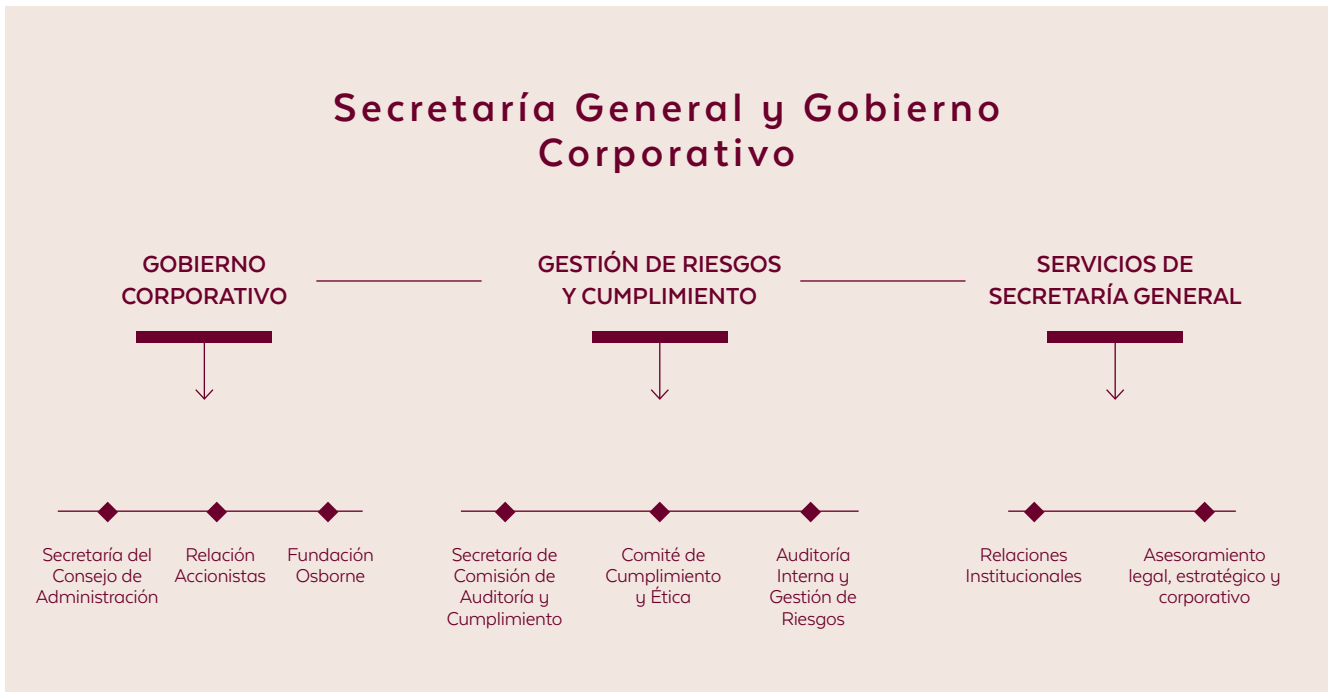 Secretaría General y Gobierno
Corporativo
GOBIERNO
CORPORATIVO
GESTIÓN DE RIESGOS
Y CUMPLIMIENTO
SERVICIOS DE
SECRETARÍA GENERAL
Secretaría del
Consejo de
Administración
Relación
Accionistas
Fundación
Osborne
Secretaría de
Comisión de
Auditoría y
Cumplimiento
Comité de
Cumplimiento
y Ética
Auditoría
Interna y
Gestión de
Riesgos
Relaciones
Institucionales
Asesoramiento
legal, estratégico y
corporativo